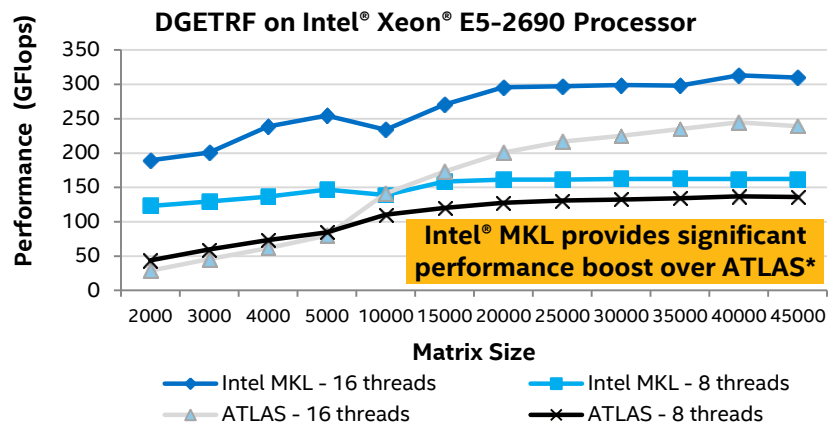 DGETRF on Intel® Xeon® E5-2690 Processor
Performance (GFlops)
350
300
250
200
150
100
50
0
Intel® MKL provides significant
performance boost over ATLAS*
2000 3000 4000 5000 10000 15000 20000 25000 30000 35000 40000 45000
Matrix Size
Intel MKL - 16 threads Intel MKL - 8 threads
ATLAS - 16 threads ATLAS - 8 threads